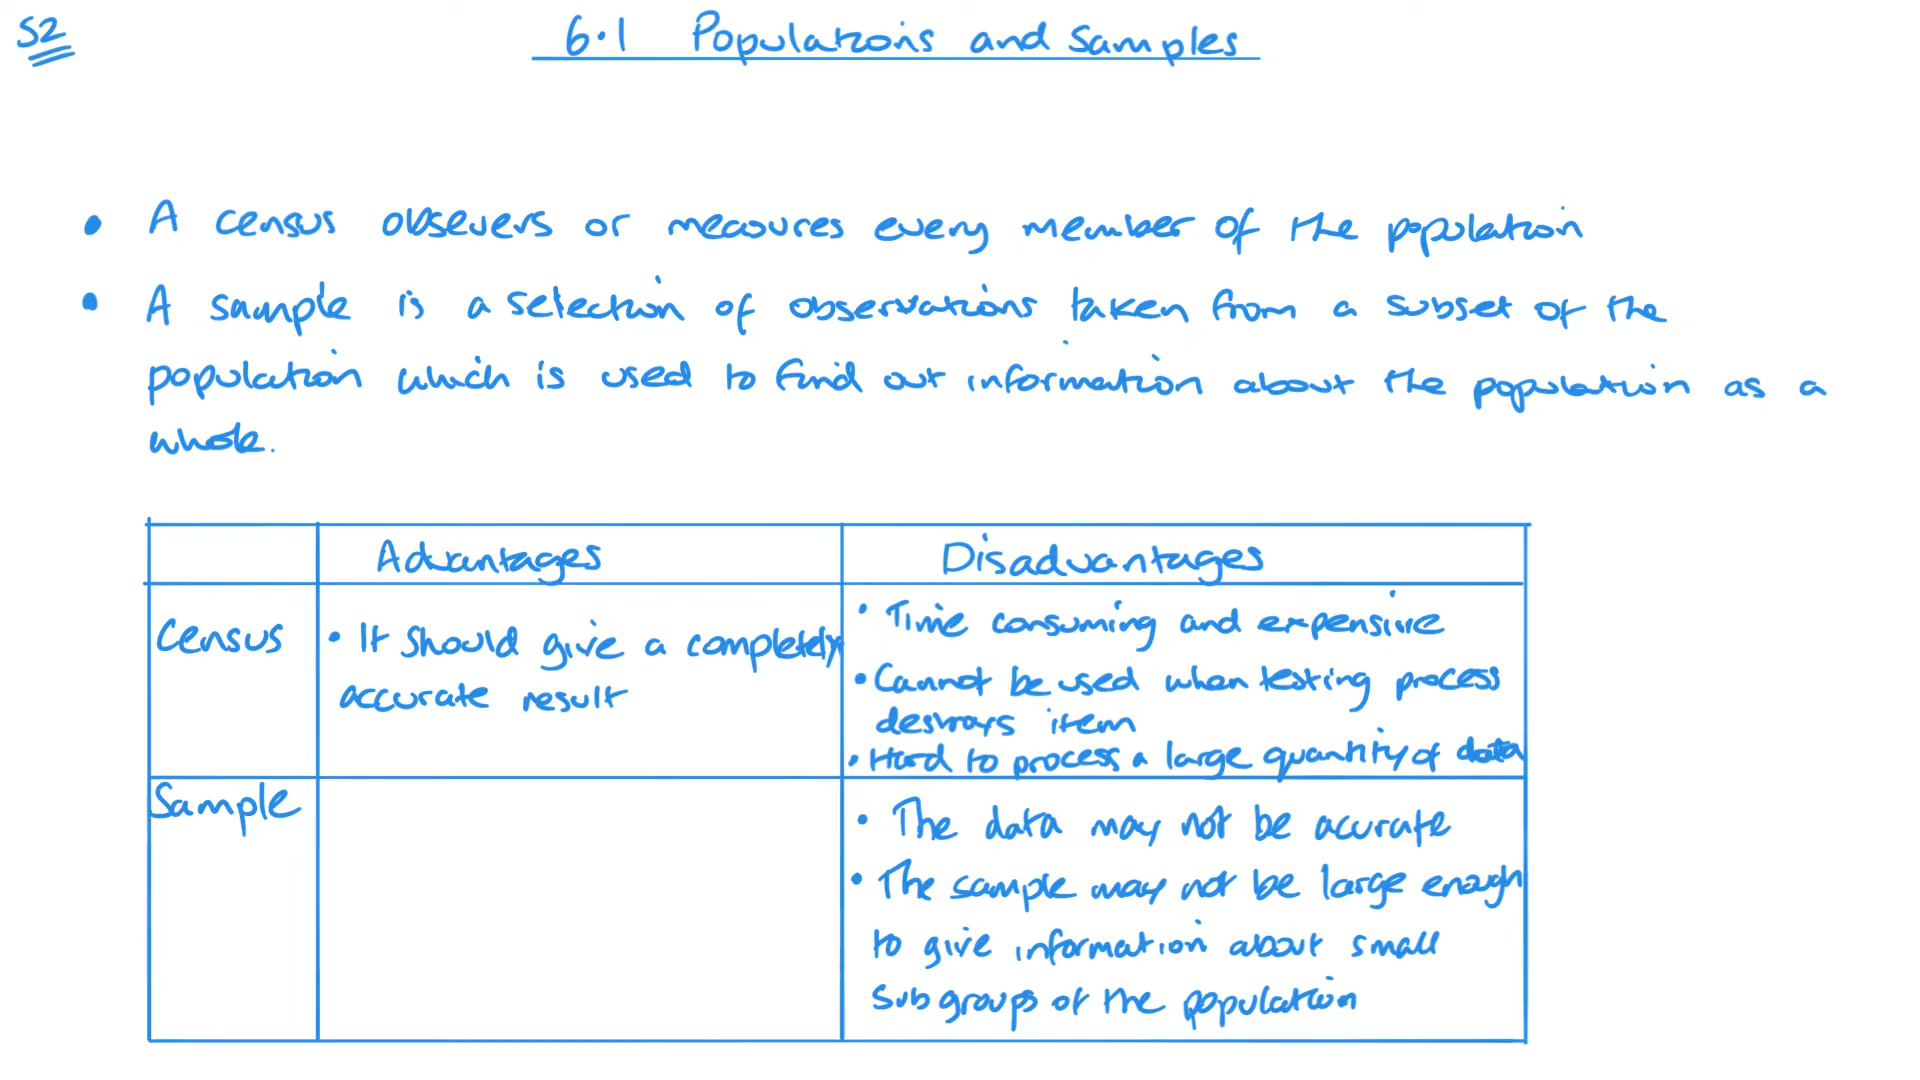 S2
6.1 Populations and Samples
• A census obsevers or measures every member of the population
• A sample is a selection of observations taken from a subset of the
population which is used to find out information about the population as a
whole.
Advantages Disadvantages
Census
• It should give a completely
accurate result
• Time consuming and expensive
• Cannot be used when testing process
destroys item
• Hard to process a large quantity of data
Sample
• The data may not be acurate
• The sample may not be large enough
to give information about small
sub groups of the population